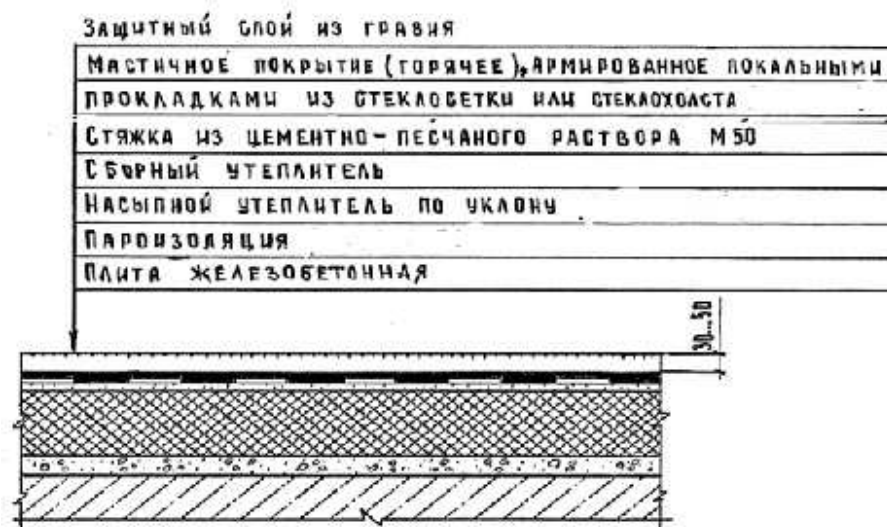 Защитный слой из гравия
Мастичное покрытие (горячее), армированное локальными
прокладками из стеклосетки или стеклохолста
Стяжка из цементно-песчаного раствора М 50
Сборный утеплитель
Насыпной утеплитель по уклону
Пароизоляция
Плита железобетонная
30...50